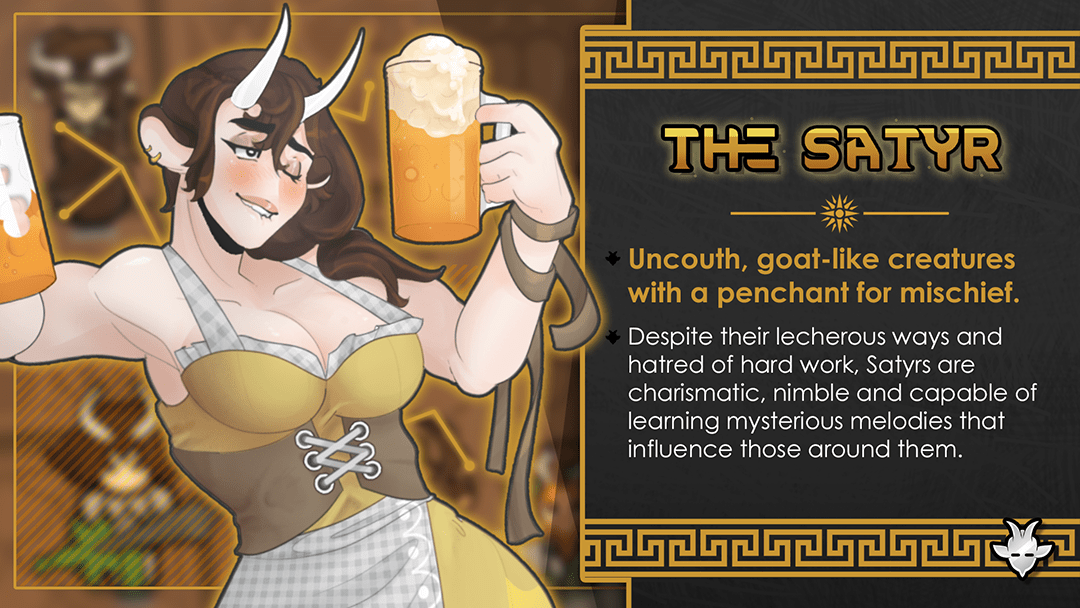 THE SATYR
Uncouth, goat-like creatures
with a penchant for mischief.
Despite their lecherous ways and
hatred of hard work, Satyrs are
charismatic, nimble and capable of
learning mysterious melodies that
influence those around them.